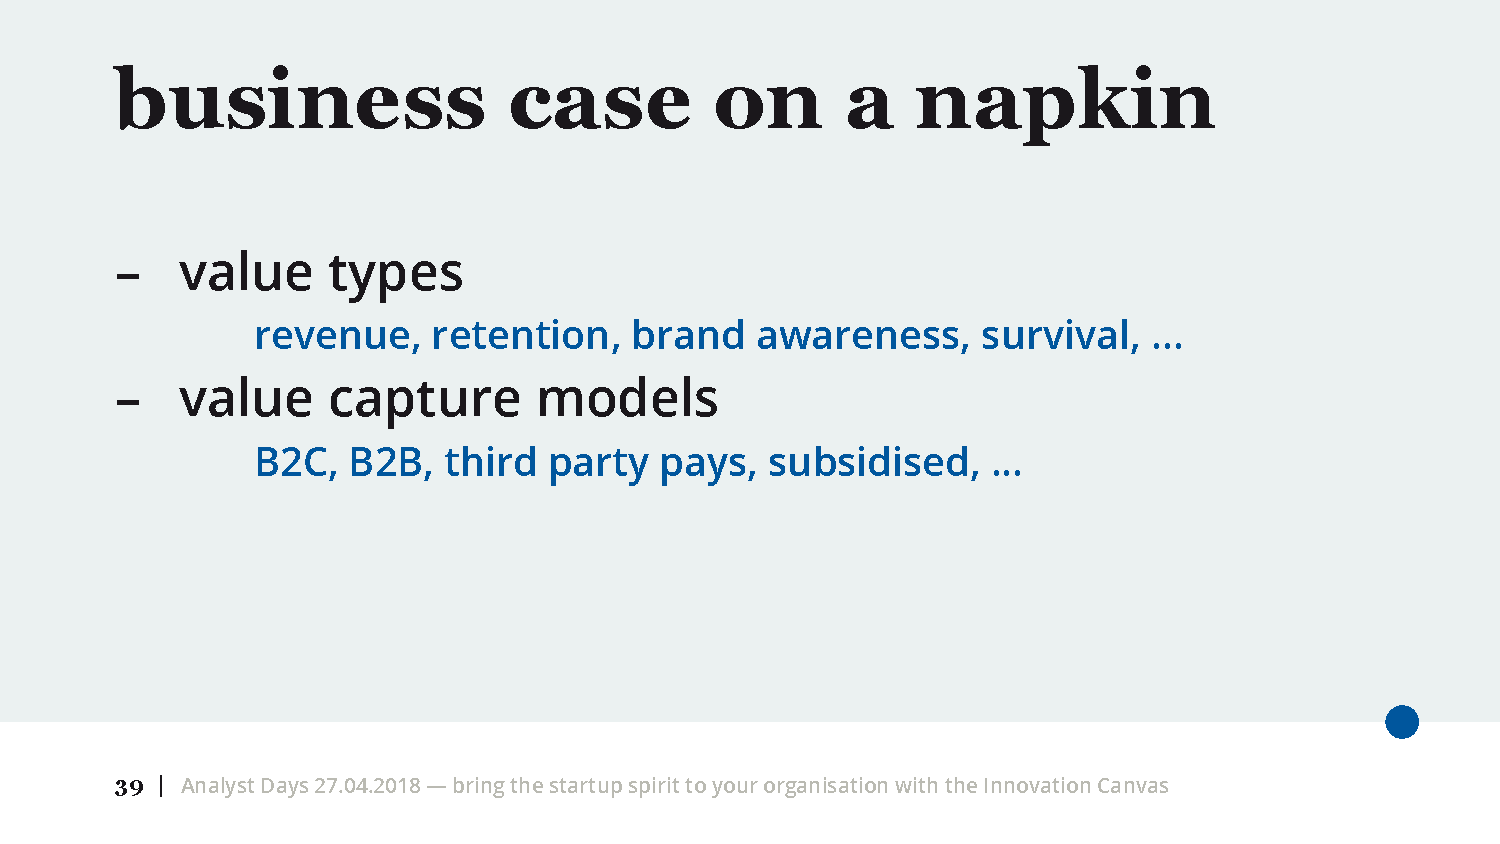 business case on a napkin
– value types
revenue, retention, brand awareness, survival, ...
– value capture models
B2C, B2B, third party pays, subsidised, ...
39 | Analyst Days 27.04.2018 — bring the startup spirit to your organisation with the Innovation Canvas